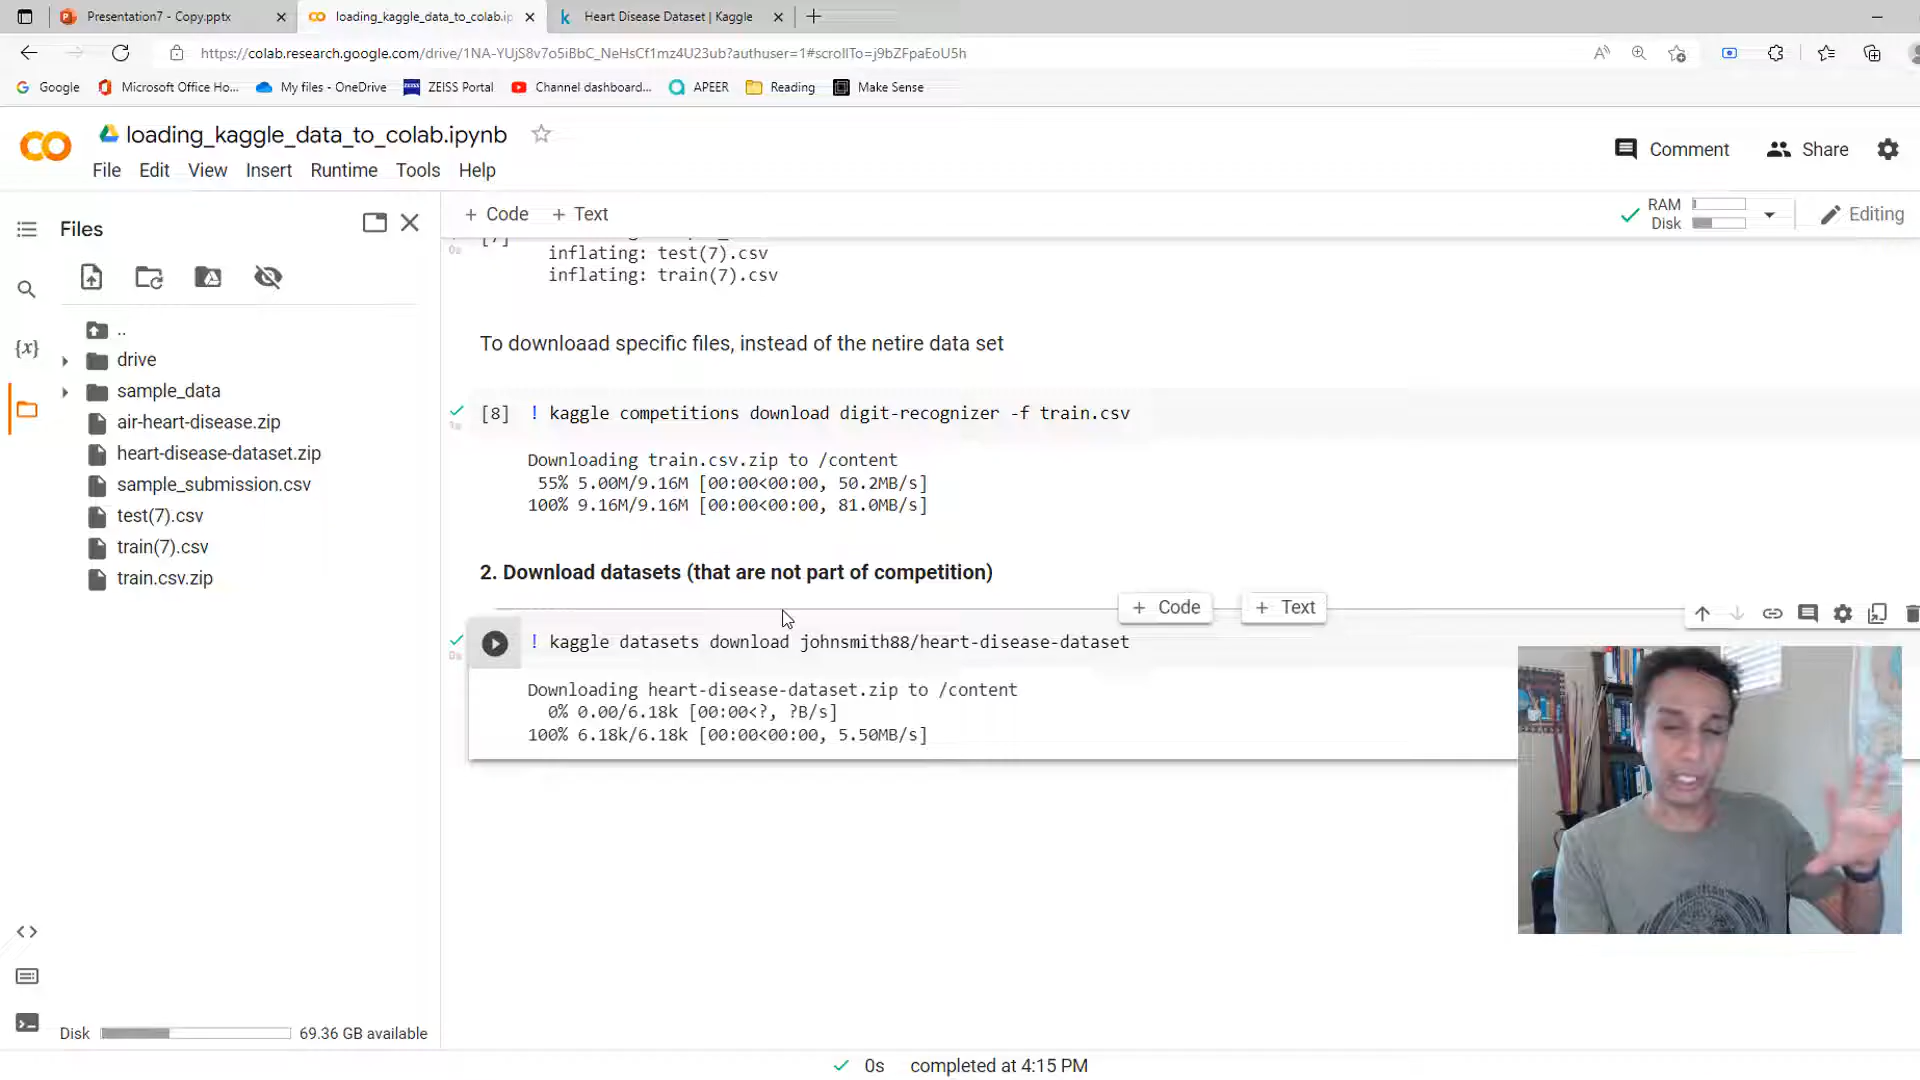 Presentation7 - Copy.pptx
loading_kaggle_data_to_colab.ip
Heart Disease Dataset | Kaggle
https://colab.research.google.com/drive/1NA-YUjS8v7o5iBbC_NeHsCf1mz4U23ub?authuser=1#scrollTo=j9bZFpaEoU5h
Google
Microsoft Office Ho...
My files - OneDrive
ZEISS Portal
Channel dashboard...
APEER
Reading
Make Sense
loading_kaggle_data_to_colab.ipynb
File Edit View Insert Runtime Tools Help
Comment
Share
Files
+ Code + Text
RAM
Disk
Editing
..
drive
sample_data
air-heart-disease.zip
heart-disease-dataset.zip
sample_submission.csv
test(7).csv
train(7).csv
train.csv.zip
{x}
[7]
0s
inflating: test(7).csv
inflating: train(7).csv
To downloaad specific files, instead of the netire data set
[8] ! kaggle competitions download digit-recognizer -f train.csv
Downloading train.csv.zip to /content
55% 5.00M/9.16M [00:00<00:00, 50.2MB/s]
100% 9.16M/9.16M [00:00<00:00, 81.0MB/s]
2. Download datasets (that are not part of competition)
+ Code + Text
0s
! kaggle datasets download johnsmith88/heart-disease-dataset
Downloading heart-disease-dataset.zip to /content
0% 0.00/6.18k [00:00<?, ?B/s]
100% 6.18k/6.18k [00:00<00:00, 5.50MB/s]
Disk 69.36 GB available
0s completed at 4:15 PM